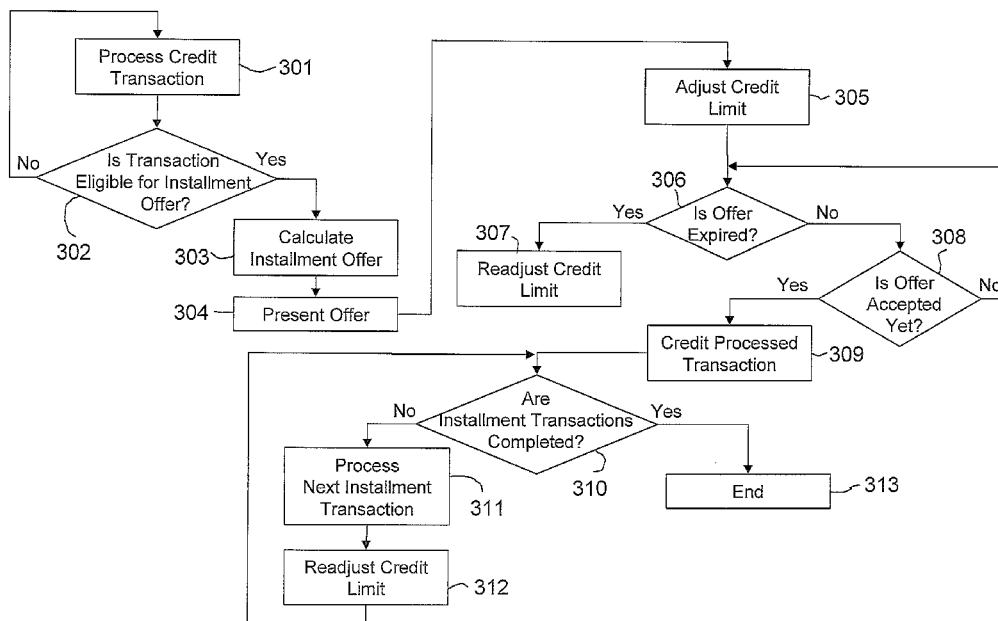 Process Credit
Transaction
301
No
Is Transaction
Eligible for Installment
Offer?
Yes
302
303
Calculate
Installment Offer
304
Present Offer
Adjust Credit
Limit
305
306
Is Offer
Expired?
Yes
No
307
Readjust Credit
Limit
308
Is Offer
Accepted
Yet?
Yes
No
Credit Processed
Transaction
309
Are
Installment Transactions
Completed?
No
Yes
310
Process
Next Installment
Transaction
311
End
313
Readjust Credit
Limit
312